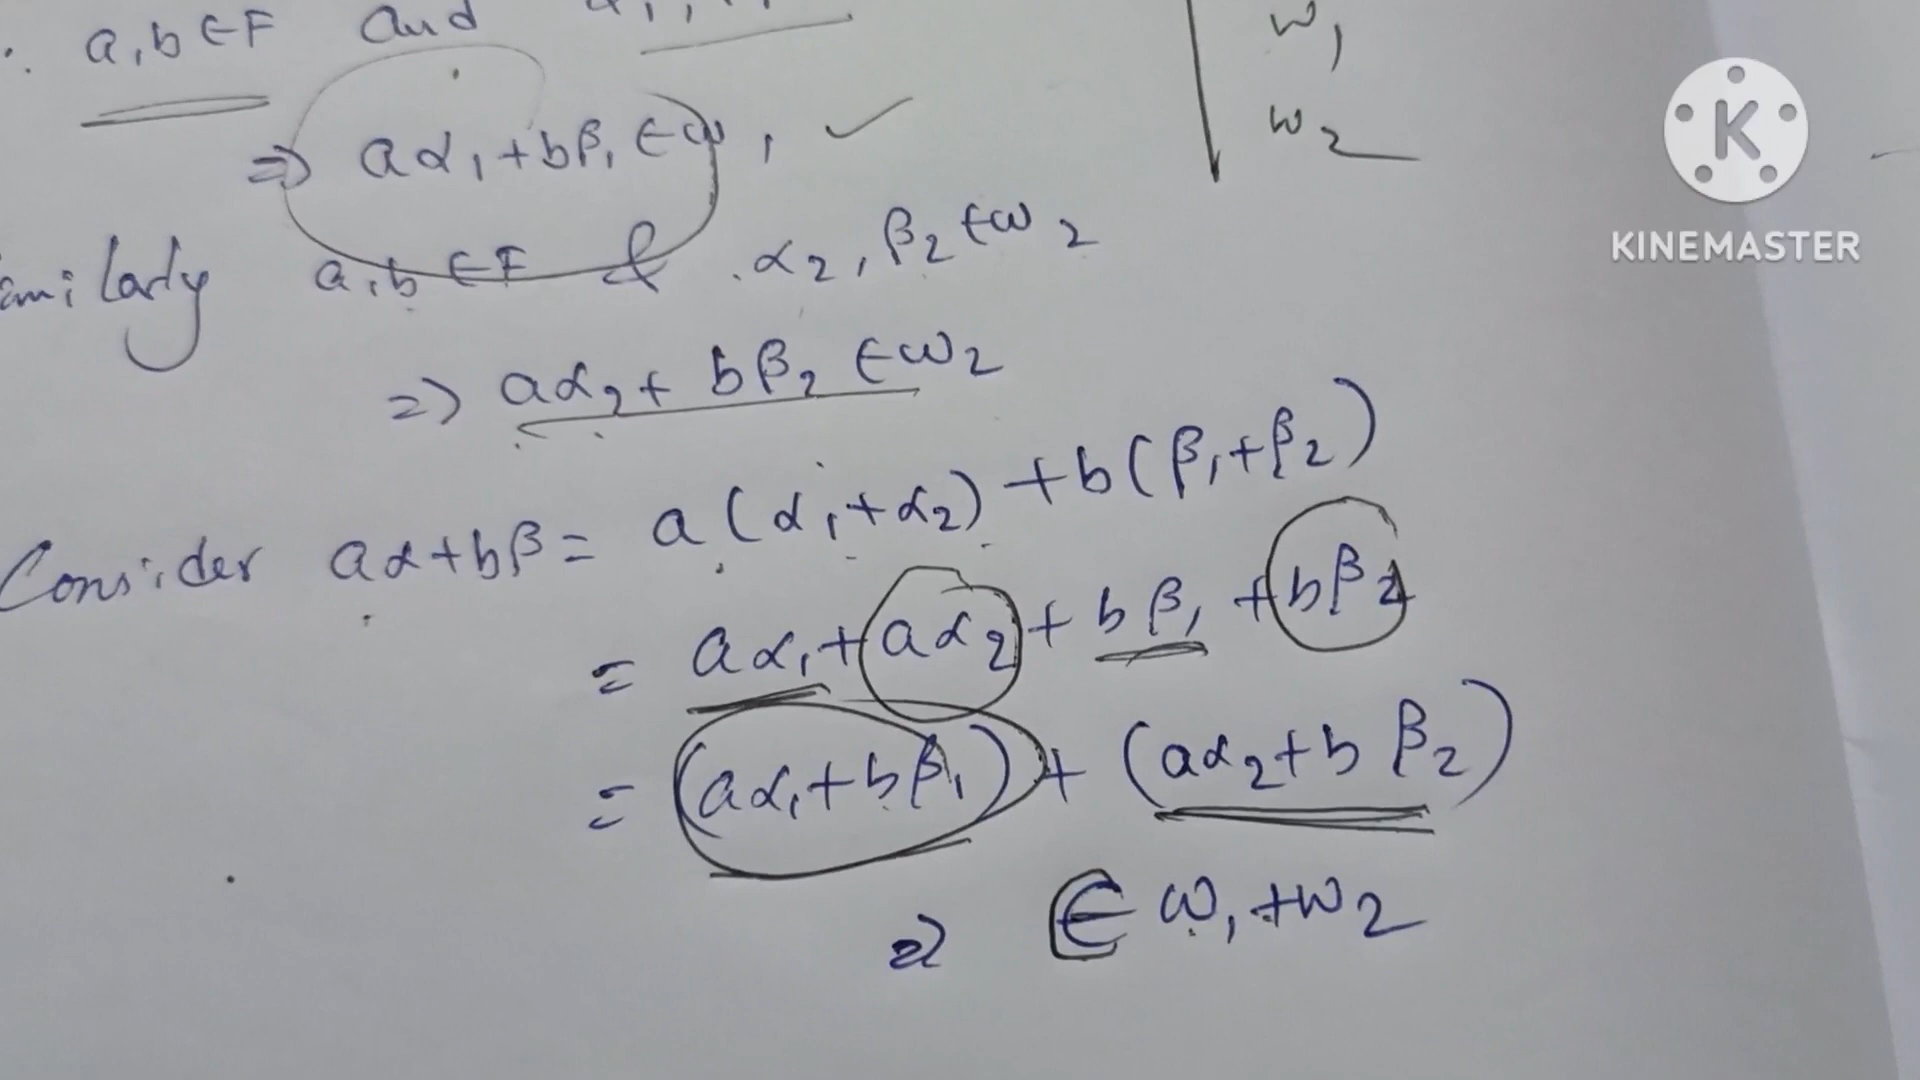 ∴ a,b ∈ F and
⇒ aα₁+bβ₁ ∈ W₁ ✓
W₁
W₂
Similarly a,b ∈ F & α₂, β₂ ∈ W₂
⇒ aα₂+ bβ₂ ∈ W₂
Consider aα+bβ = a(α₁+α₂)+b(β₁+β₂)
= aα₁+aα₂+bβ₁+bβ₂
= (aα₁+bβ₁)+(aα₂+bβ₂)
⇒ ∈ W₁+W₂
K
KINEMASTER